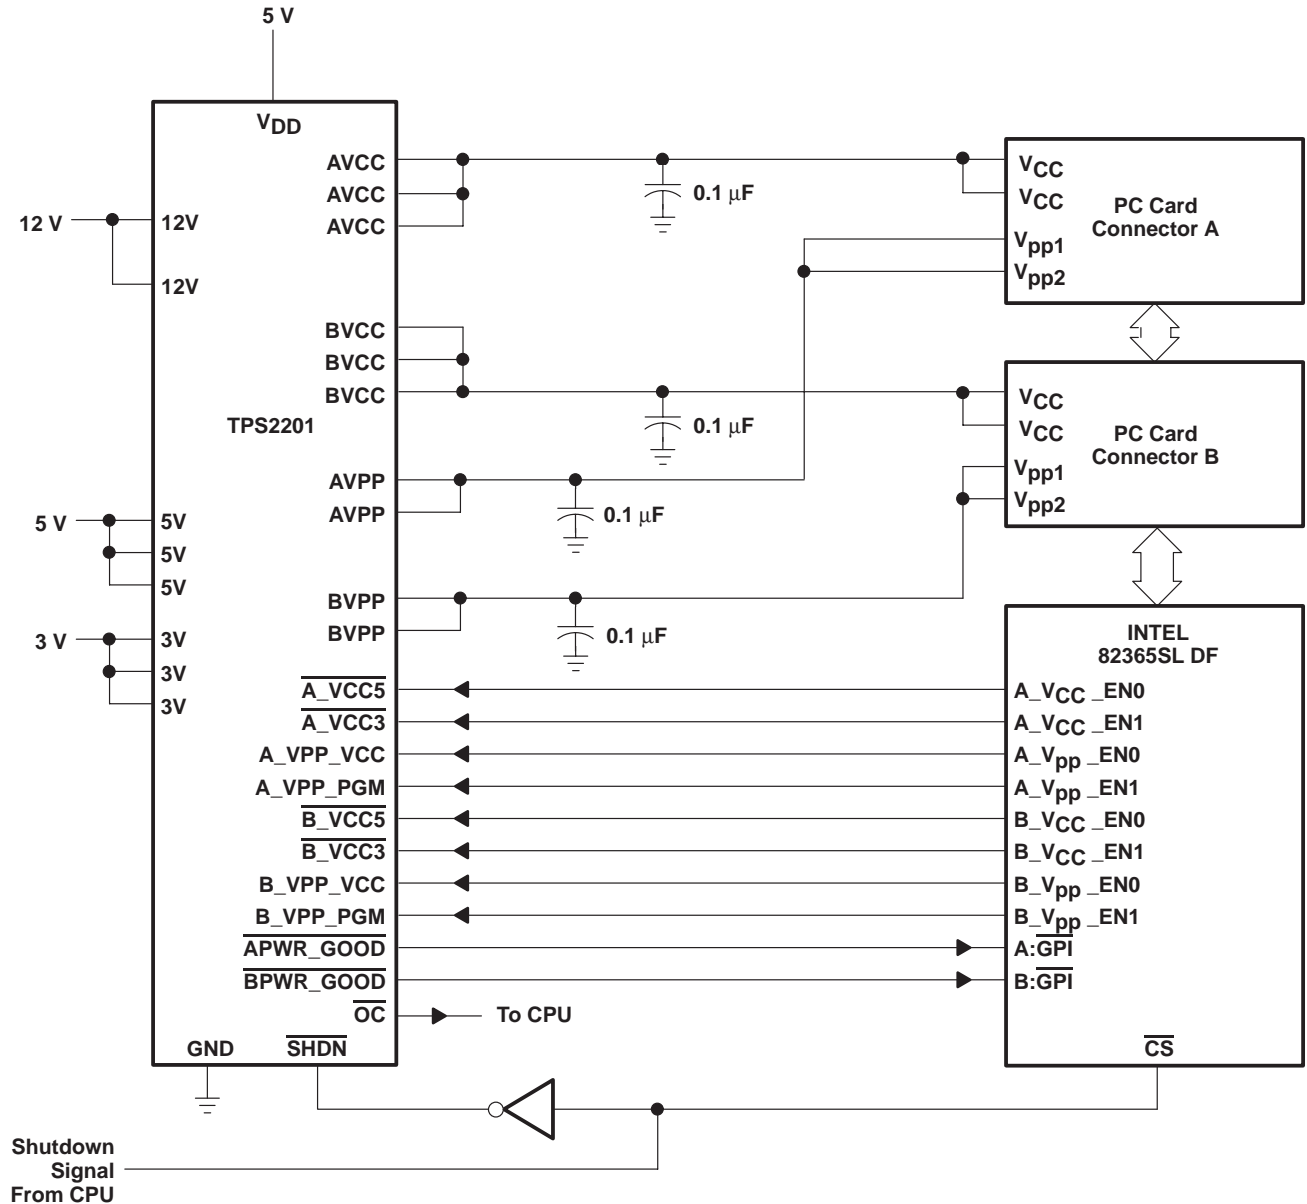 5 V
VDD
AVCC
AVCC
AVCC
12 V
12V
12V
BVCC
BVCC
BVCC
TPS2201
AVPP
AVPP
5 V
5V
5V
5V
BVPP
BVPP
3 V
3V
3V
3V
A_VCC5
A_VCC3
A_VPP_VCC
A_VPP_PGM
B_VCC5
B_VCC3
B_VPP_VCC
B_VPP_PGM
APWR_GOOD
BPWR_GOOD
OC
To CPU
GND
SHDN
0.1 μF
0.1 μF
0.1 μF
0.1 μF
VCC
VCC
Vpp1
Vpp2
PC Card
Connector A
VCC
VCC
Vpp1
Vpp2
PC Card
Connector B
INTEL
82365SL DF
A_VCC_EN0
A_VCC_EN1
A_Vpp_EN0
A_Vpp_EN1
B_VCC_EN0
B_VCC_EN1
B_Vpp_EN0
B_Vpp_EN1
A:GPI
B:GPI
CS
Shutdown
Signal
From CPU